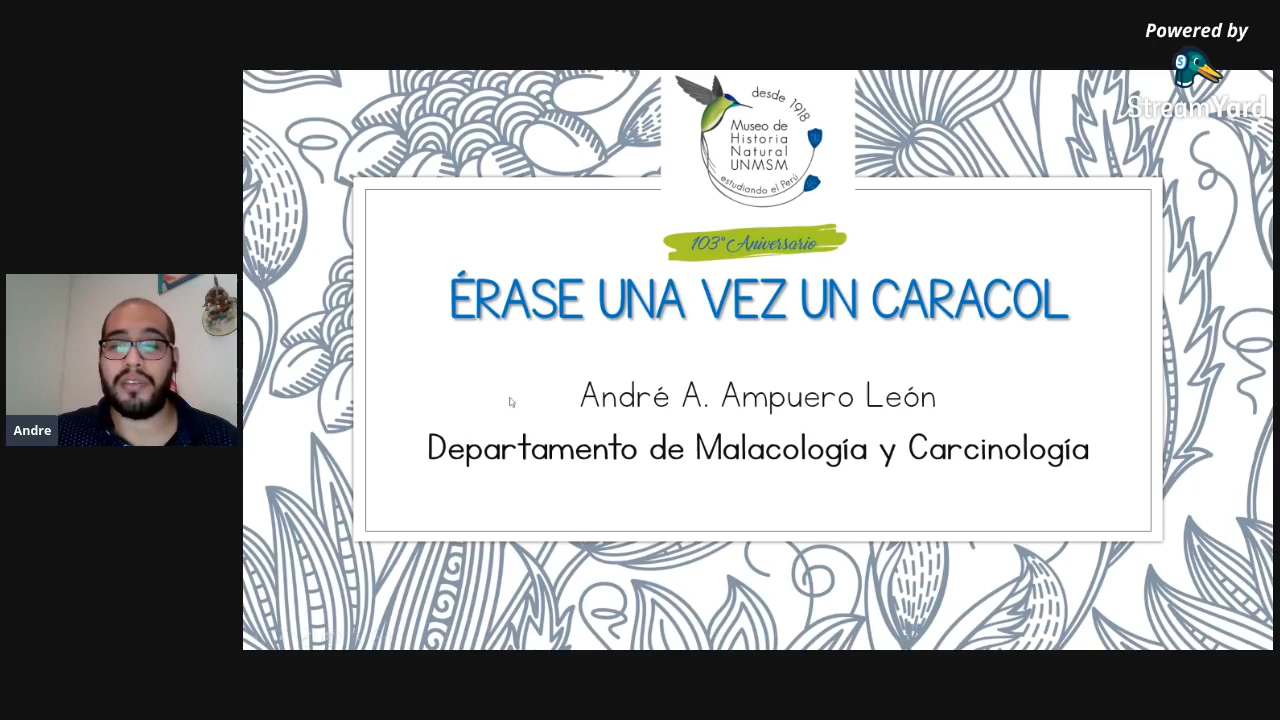 Powered by
StreamYard
desde 1918
Museo de
Historia
Natural
UNMSM
estudiando el Perú
103° Aniversario
ÉRASE UNA VEZ UN CARACOL
André A. Ampuero León
Departamento de Malacología y Carcinología
Andre